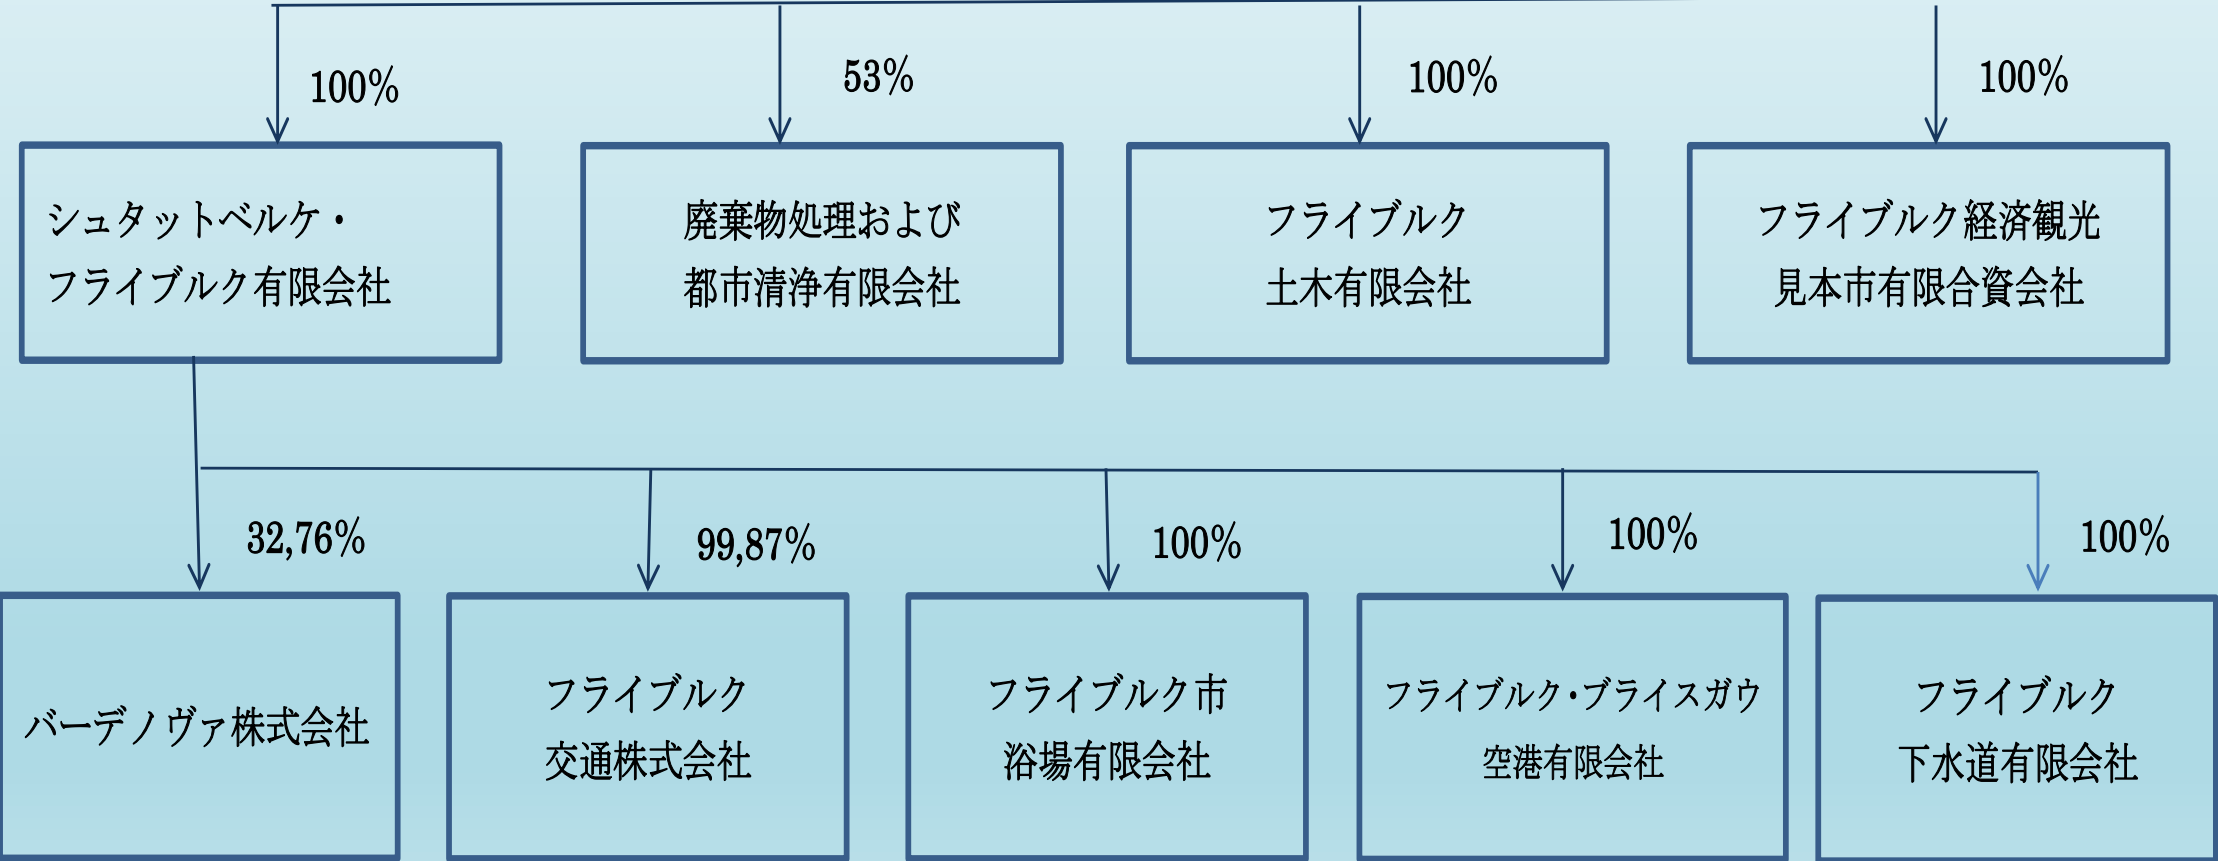 100%
53%
100%
100%
シュタットベルケ・
フライブルク有限会社
廃棄物処理および
都市清浄有限会社
フライブルク
土木有限会社
フライブルク経済観光
見本市有限合資会社
32,76%
99,87%
100%
100%
100%
バーデノヴァ株式会社
フライブルク
交通株式会社
フライブルク市
浴場有限会社
フライブルク・ブライスガウ
空港有限会社
フライブルク
下水道有限会社